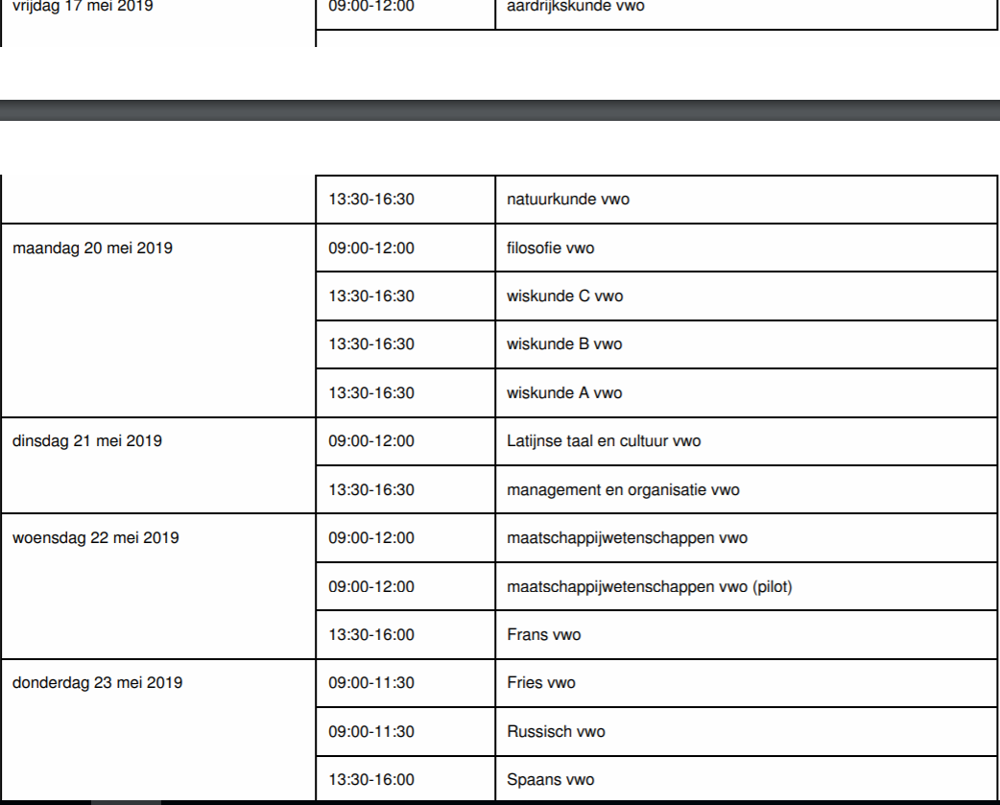 vrijdag 17 mei 2019 09:00-12:00 aardrijkskunde vwo
13:30-16:30 natuurkunde vwo
maandag 20 mei 2019 09:00-12:00 filosofie vwo
13:30-16:30 wiskunde C vwo
13:30-16:30 wiskunde B vwo
13:30-16:30 wiskunde A vwo
dinsdag 21 mei 2019 09:00-12:00 Latijnse taal en cultuur vwo
13:30-16:30 management en organisatie vwo
woensdag 22 mei 2019 09:00-12:00 maatschappijwetenschappen vwo
09:00-12:00 maatschappijwetenschappen vwo (pilot)
13:30-16:00 Frans vwo
donderdag 23 mei 2019 09:00-11:30 Fries vwo
09:00-11:30 Russisch vwo
13:30-16:00 Spaans vwo